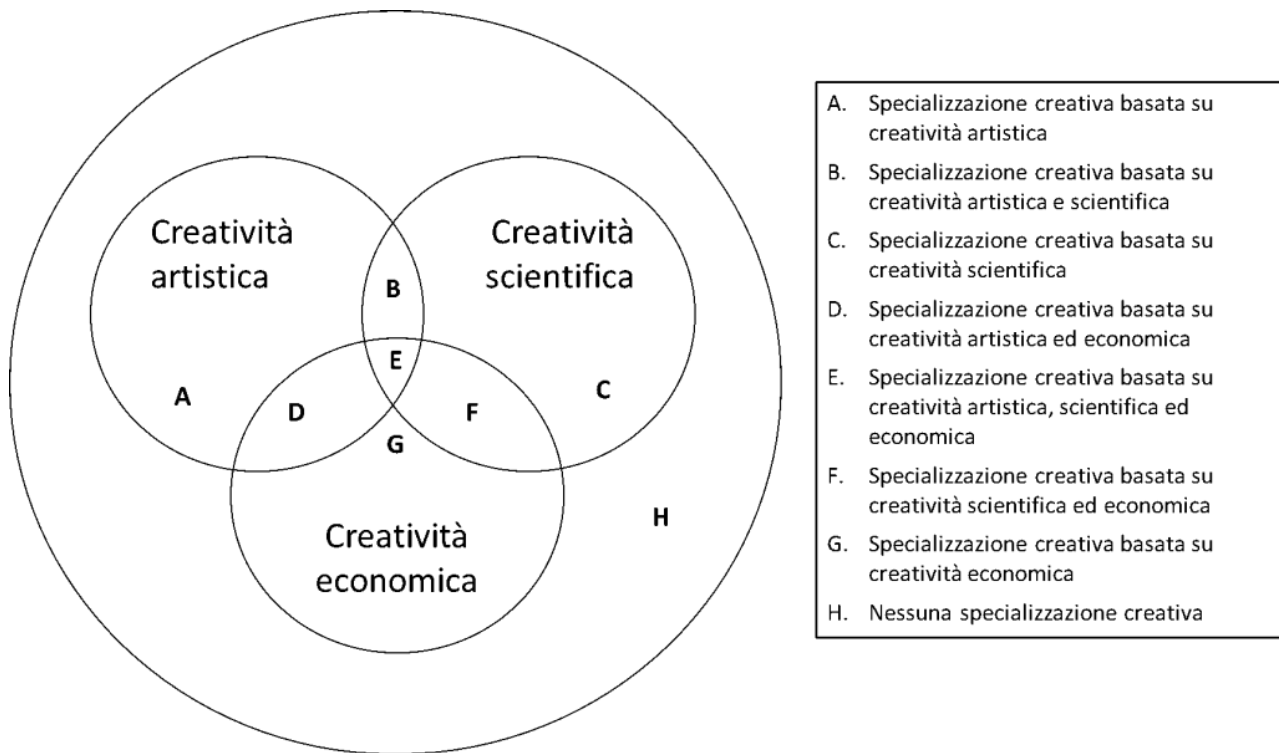 Creatività
artistica
Creatività
scientifica
B
E
A
D
F
C
G
H
Creatività
economica
A. Specializzazione creativa basata su
creatività artistica
B. Specializzazione creativa basata su
creatività artistica e scientifica
C. Specializzazione creativa basata su
creatività scientifica
D. Specializzazione creativa basata su
creatività artistica ed economica
E. Specializzazione creativa basata su
creatività artistica, scientifica ed
economica
F. Specializzazione creativa basata su
creatività scientifica ed economica
G. Specializzazione creativa basata su
creatività economica
H. Nessuna specializzazione creativa